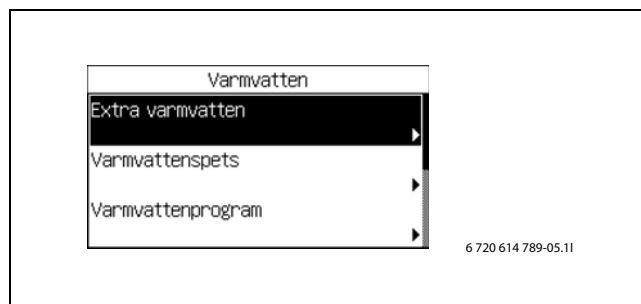 Varmvatten
Extra varmvatten
Varmvattenspets
Varmvattenprogram
6 720 614 789-05.1I